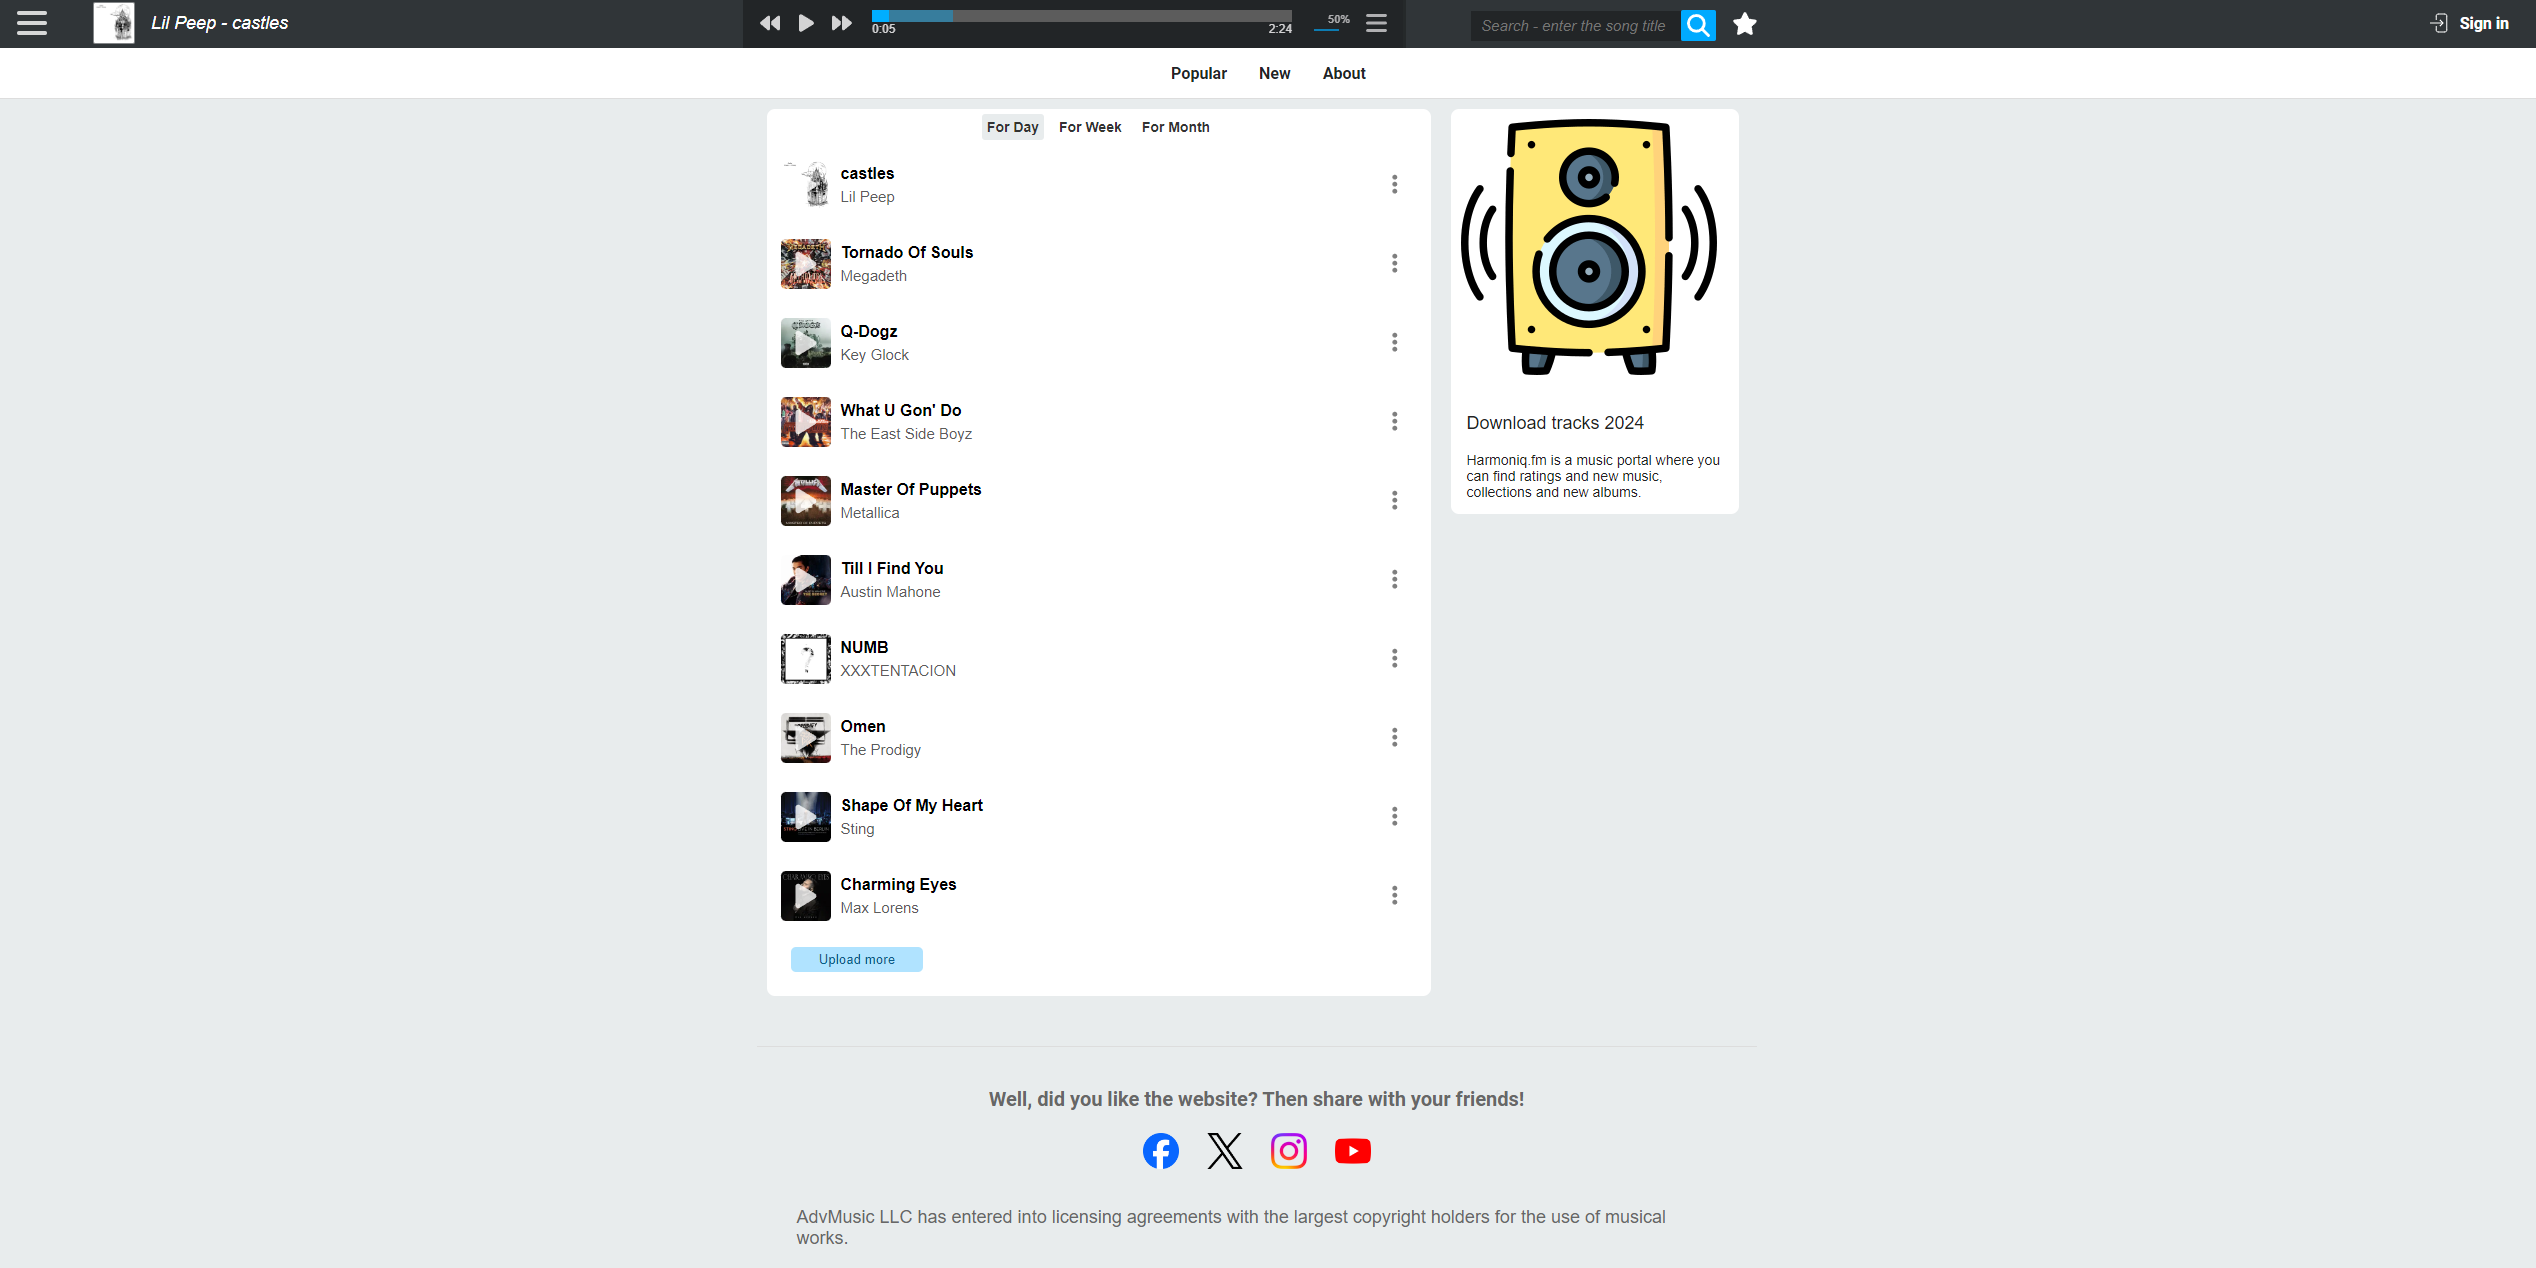 Lil Peep - castles
0:05
2:24
50%
Search - enter the song title
Sign in
Popular
New
About
For Day
For Week
For Month
castles
Lil Peep
Tornado Of Souls
Megadeth
Q-Dogz
Key Glock
What U Gon' Do
The East Side Boyz
Master Of Puppets
Metallica
Till I Find You
Austin Mahone
NUMB
XXXTENTACION
Omen
The Prodigy
Shape Of My Heart
Sting
Charming Eyes
Max Lorens
Upload more
Download tracks 2024
Harmoniq.fm is a music portal where you
can find ratings and new music,
collections and new albums.
Well, did you like the website? Then share with your friends!
AdvMusic LLC has entered into licensing agreements with the largest copyright holders for the use of musical
works.